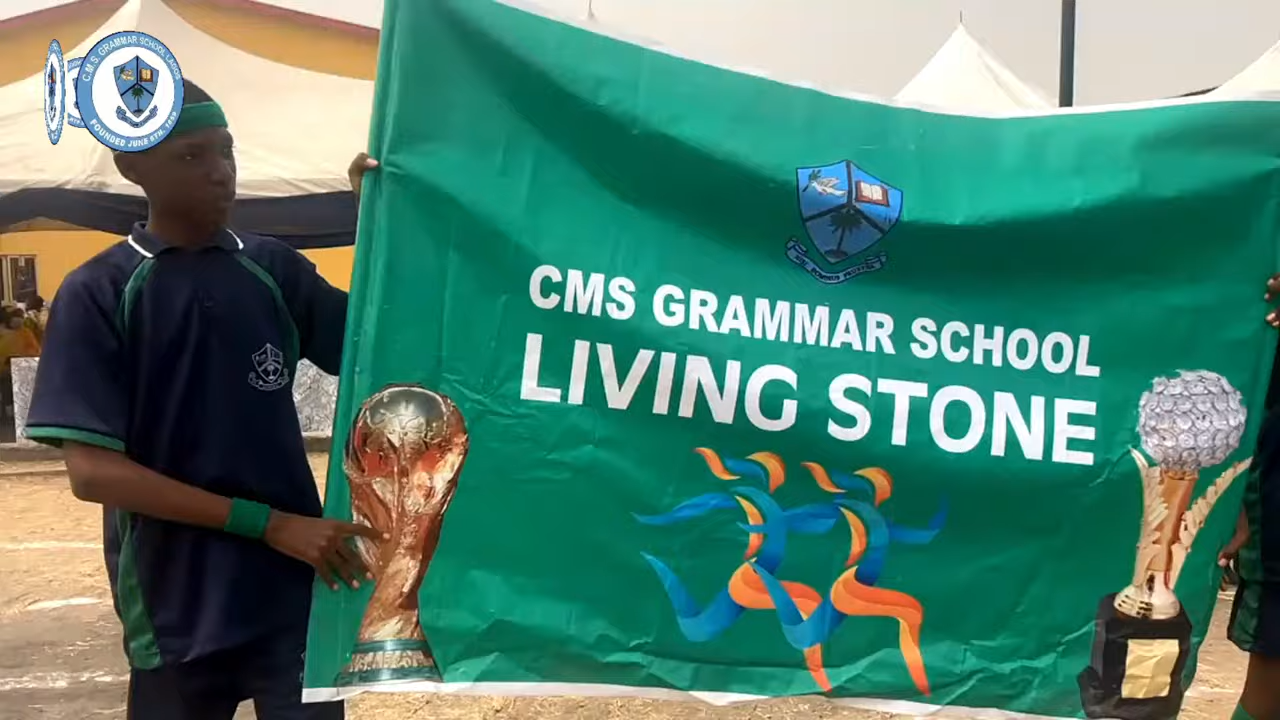 C.M.S. GRAMMAR SCHOOL LAGOS
FOUNDED JUNE 6TH, 1859
CMS GRAMMAR SCHOOL
LIVING STONE